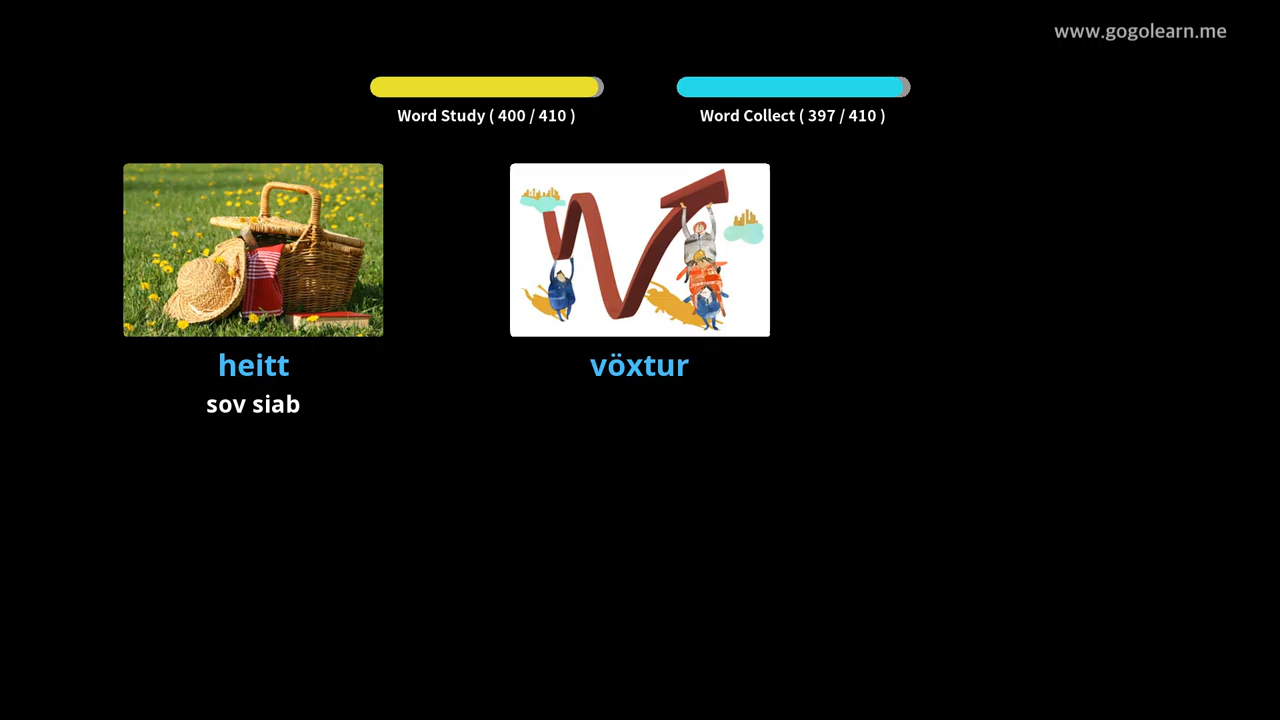 www.gogolearn.me
Word Study ( 400 / 410 )
Word Collect ( 397 / 410 )
heitt
sov siab
vöxtur